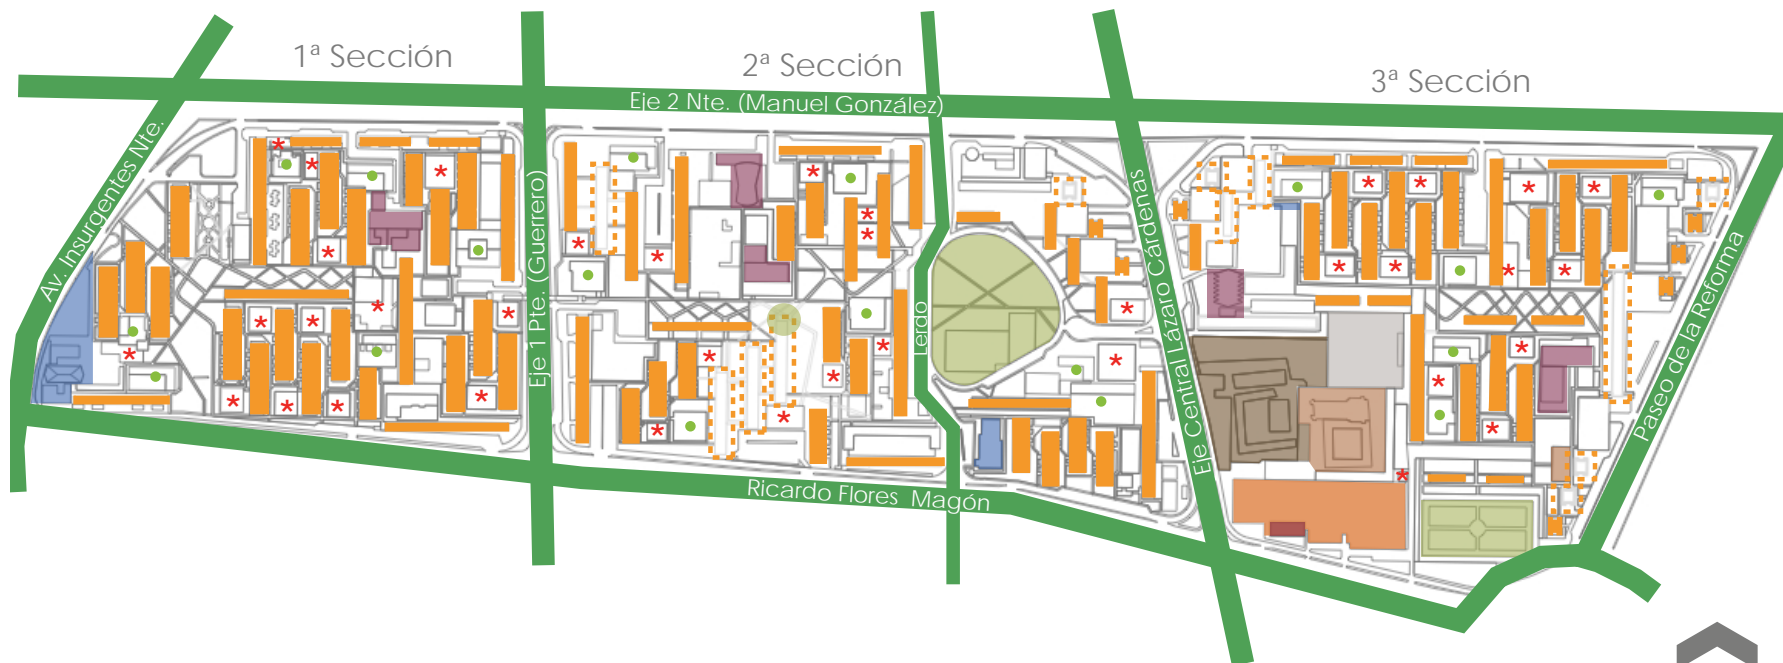 1ª Sección
2ª Sección
3ª Sección
Eje 2 Nte. (Manuel González)
Av. Insurgentes Nte.
Eje 1 Pte. (Guerrero)
Lerdo
Eje Central Lázaro Cárdenas
Paseo de la Reforma
Ricardo Flores Magón